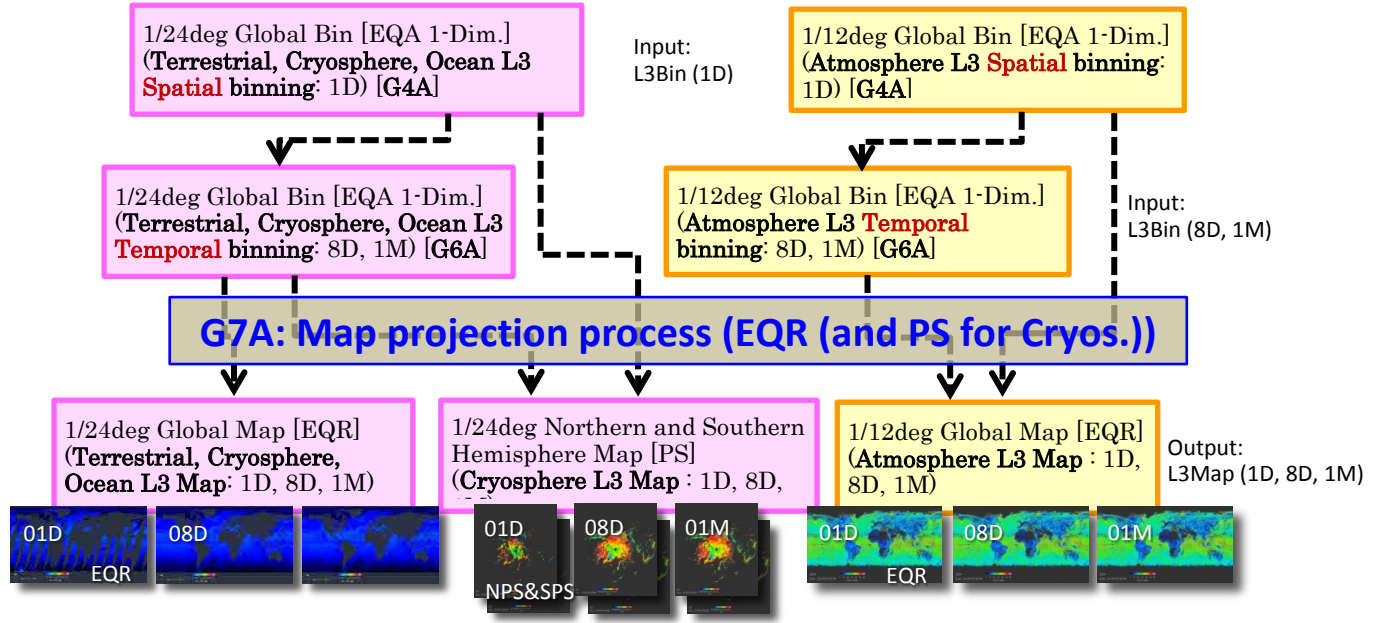 1/24deg Global Bin [EQA 1-Dim.]
(Terrestrial, Cryosphere, Ocean L3
Spatial binning: 1D) [G4A]
Input:
L3Bin (1D)
1/12deg Global Bin [EQA 1-Dim.]
(Atmosphere L3 Spatial binning:
1D) [G4A]
1/24deg Global Bin [EQA 1-Dim.]
(Terrestrial, Cryosphere, Ocean L3
Temporal binning: 8D, 1M) [G6A]
1/12deg Global Bin [EQA 1-Dim.]
(Atmosphere L3 Temporal
binning: 8D, 1M) [G6A]
Input:
L3Bin (8D, 1M)
G7A: Map projection process (EQR (and PS for Cryos.))
1/24deg Global Map [EQR]
(Terrestrial, Cryosphere,
Ocean L3 Map: 1D, 8D, 1M)
1/24deg Northern and Southern
Hemisphere Map [PS]
(Cryosphere L3 Map : 1D, 8D,
1/12deg Global Map [EQR]
(Atmosphere L3 Map : 1D,
8D, 1M)
Output:
L3Map (1D, 8D, 1M)
01D
EQR
08D
01D
08D
01M
NPS&SPS
01D
EQR
08D
01M